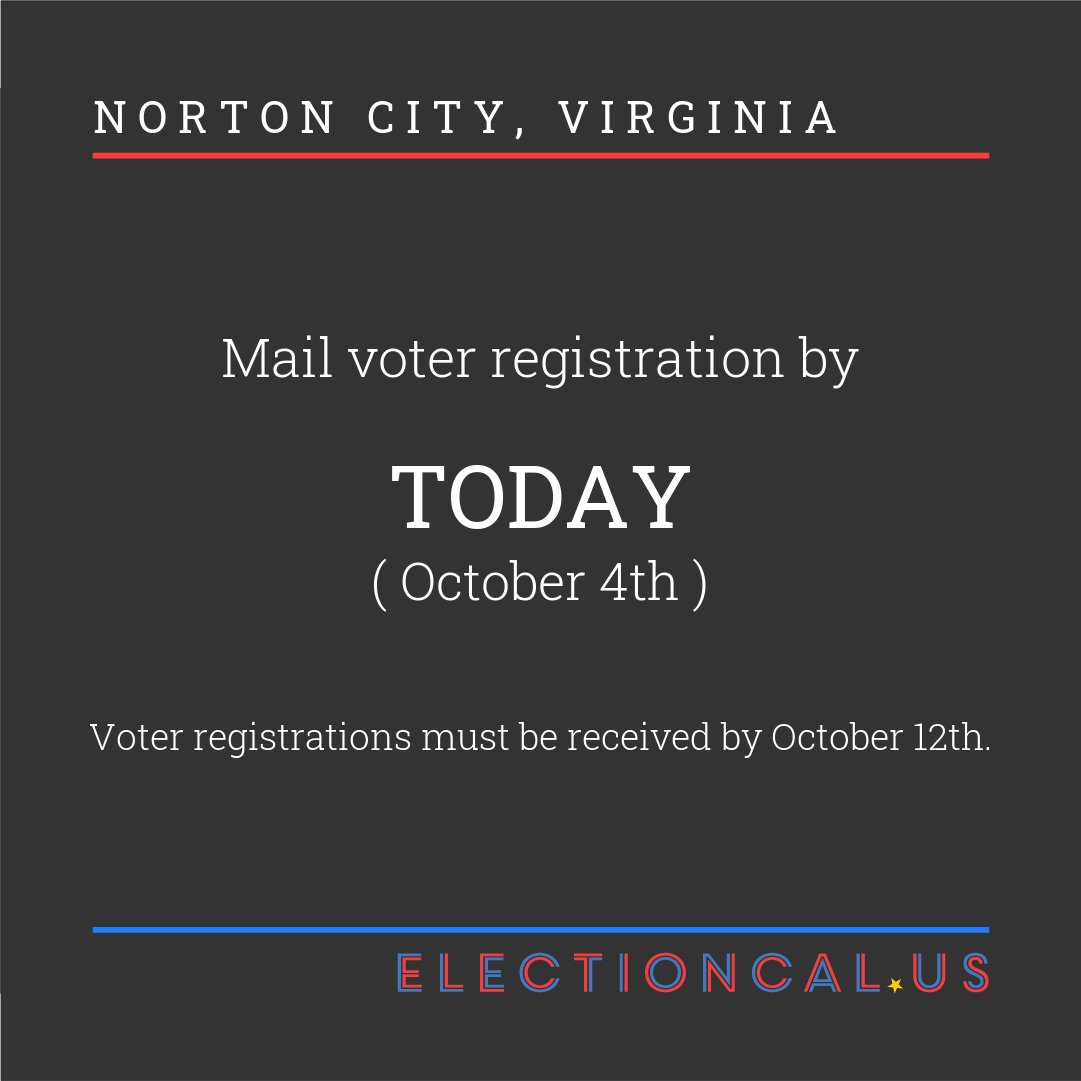 NORTON CITY, VIRGINIA
Mail voter registration by
TODAY
( October 4th )
Voter registrations must be received by October 12th.
ELECTIONCAL.US